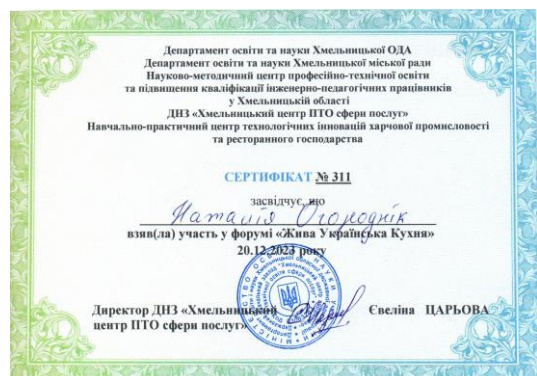 Департамент освіти та науки Хмельницької ОДА
Департамент освіти та науки Хмельницької міської ради
Науково-методичний центр професійно-технічної освіти
та підвищення кваліфікації інженерно-педагогічних працівників
у Хмельницькій області
ДНЗ «Хмельницький центр ПТО сфери послуг»
Навчально-практичний центр технологічних інновацій харчової промисловості
та ресторанного господарства
СЕРТИФІКАТ № 311
засвідчує, що
Наталія Огороднік
взяв(ла) участь у форумі «Жива Українська Кухня»
20.12.2023 року
Директор ДНЗ «Хмельницький
центр ПТО сфери послуг»
Євеліна ЦАРЬОВА